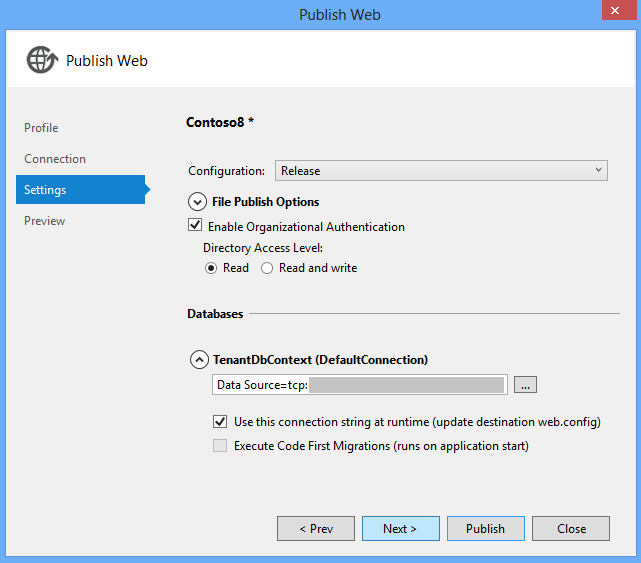 Publish Web
Publish Web
Profile
Connection
Settings
Preview
Contoso8 *
Configuration: Release
File Publish Options
Enable Organizational Authentication
Directory Access Level:
Read Read and write
Databases
TenantDbContext (DefaultConnection)
Data Source=tcp:
...
Use this connection string at runtime (update destination web.config)
Execute Code First Migrations (runs on application start)
< Prev Next > Publish Close